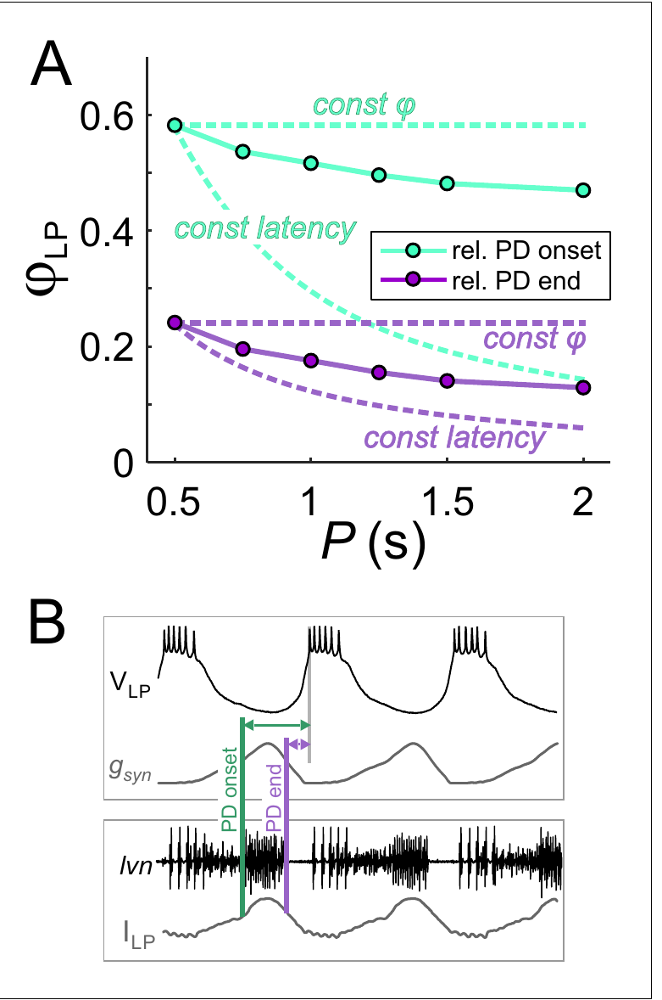 A
0.6
0.4
0.2
0
φLP
const φ
const latency
rel. PD onset
rel. PD end
const φ
const latency
0.5 1 1.5 2
P (s)
B
VLP
gsyn
PD onset
PD end
lvn
ILP